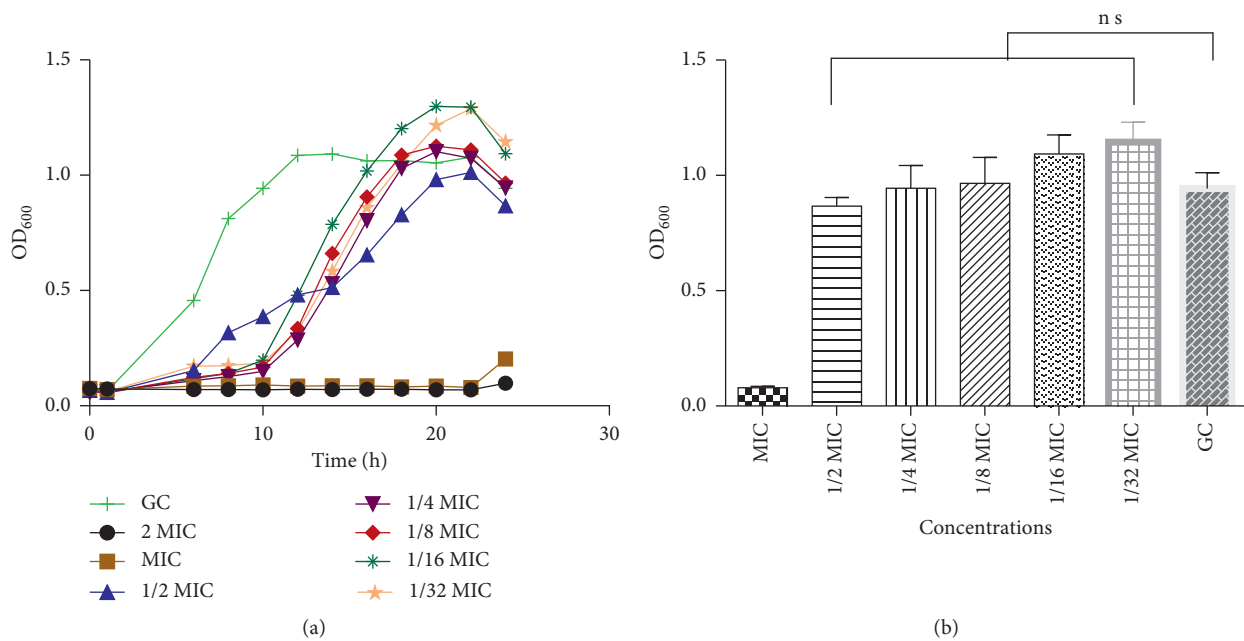 1.5
1.0
0.5
0.0
OD600
0
10
20
30
Time (h)
GC
2 MIC
MIC
1/2 MIC
1/4 MIC
1/8 MIC
1/16 MIC
1/32 MIC
(a)
n s
1.5
1.0
0.5
0.0
OD600
MIC
1/2 MIC
1/4 MIC
1/8 MIC
1/16 MIC
1/32 MIC
GC
Concentrations
(b)